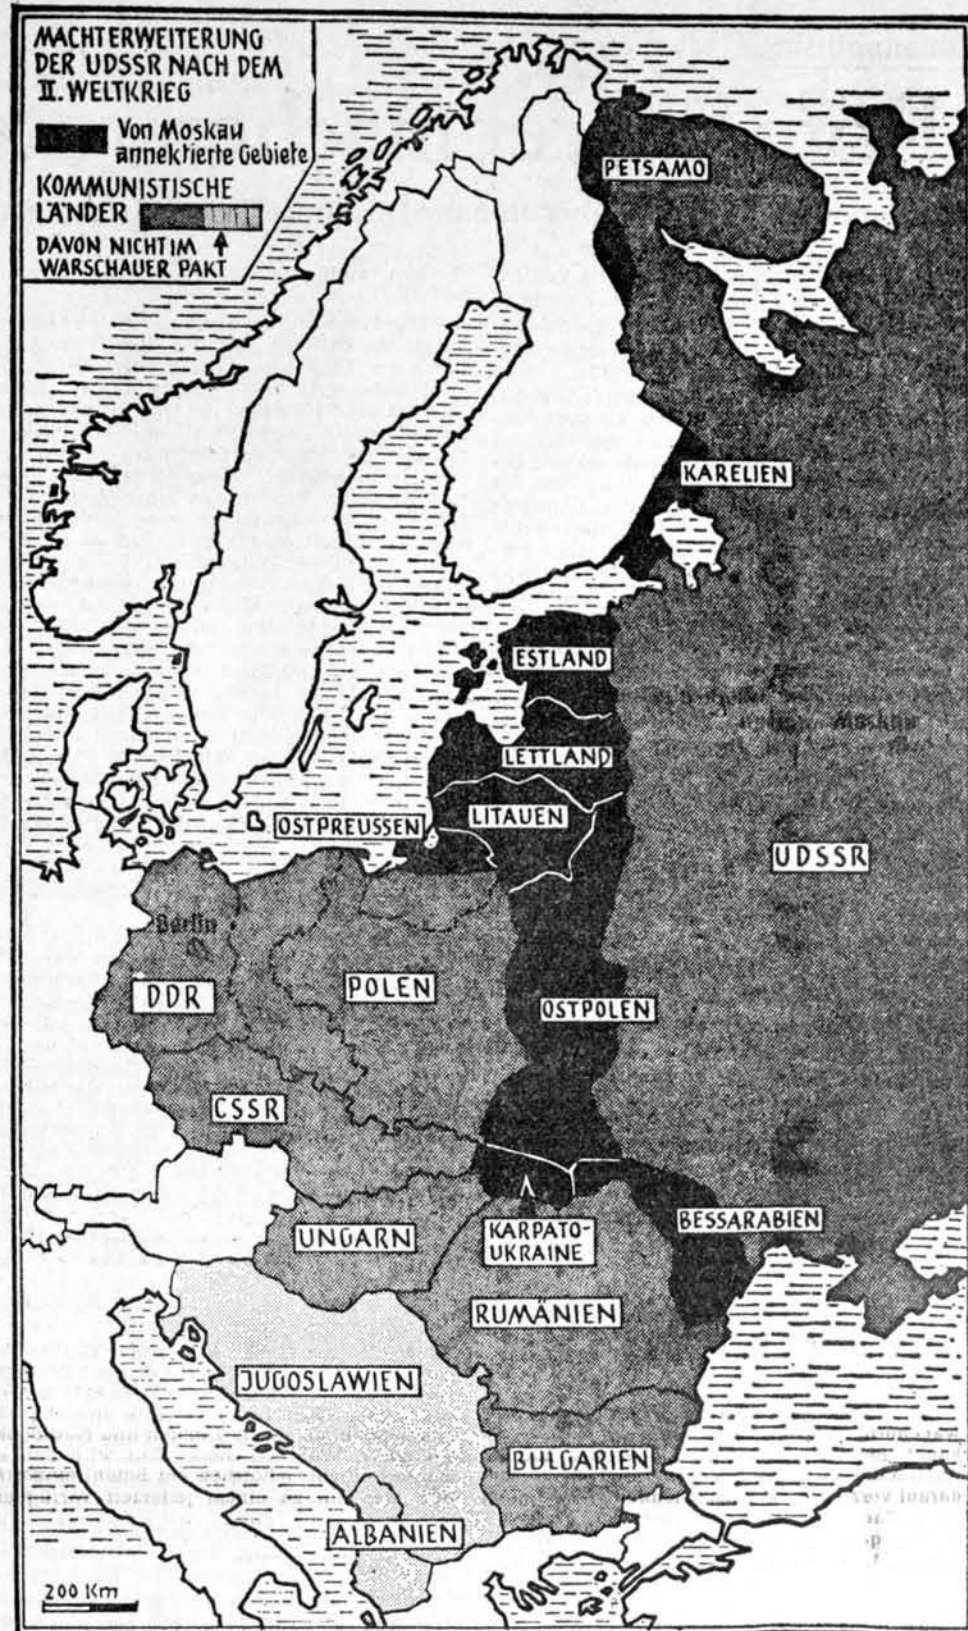 MACHTERWEITERUNG
DER UDSSR NACH DEM
II. WELTKRIEG
Von Moskau
annektierte Gebiete
KOMMUNISTISCHE
LÄNDER
DAVON NICHT IM
WARSCHAUER PAKT
PETSAMO
KARELIEN
ESTLAND
Moskau
LETTLAND
LITAUEN
OSTPREUSSEN
UDSSR
Berlin
DDR
POLEN
OSTPOLEN
CSSR
BESSARABIEN
UNGARN
KARPATO-
UKRAINE
RUMÄNIEN
JUGOSLAWIEN
BULGARIEN
ALBANIEN
200 Km